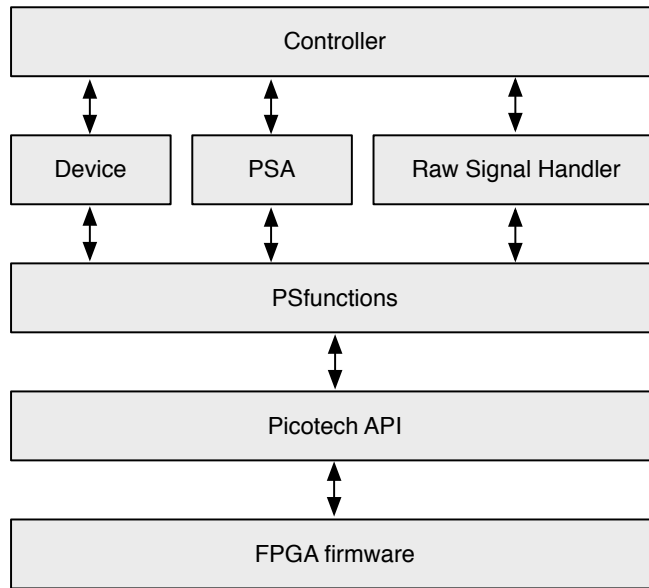 Controller
Device
PSA
Raw Signal Handler
PSfunctions
Picotech API
FPGA firmware